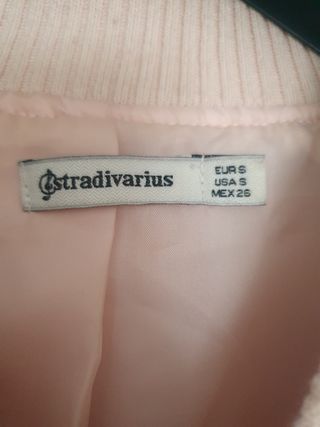 stradivarius
EUR S
USA S
MEX 26